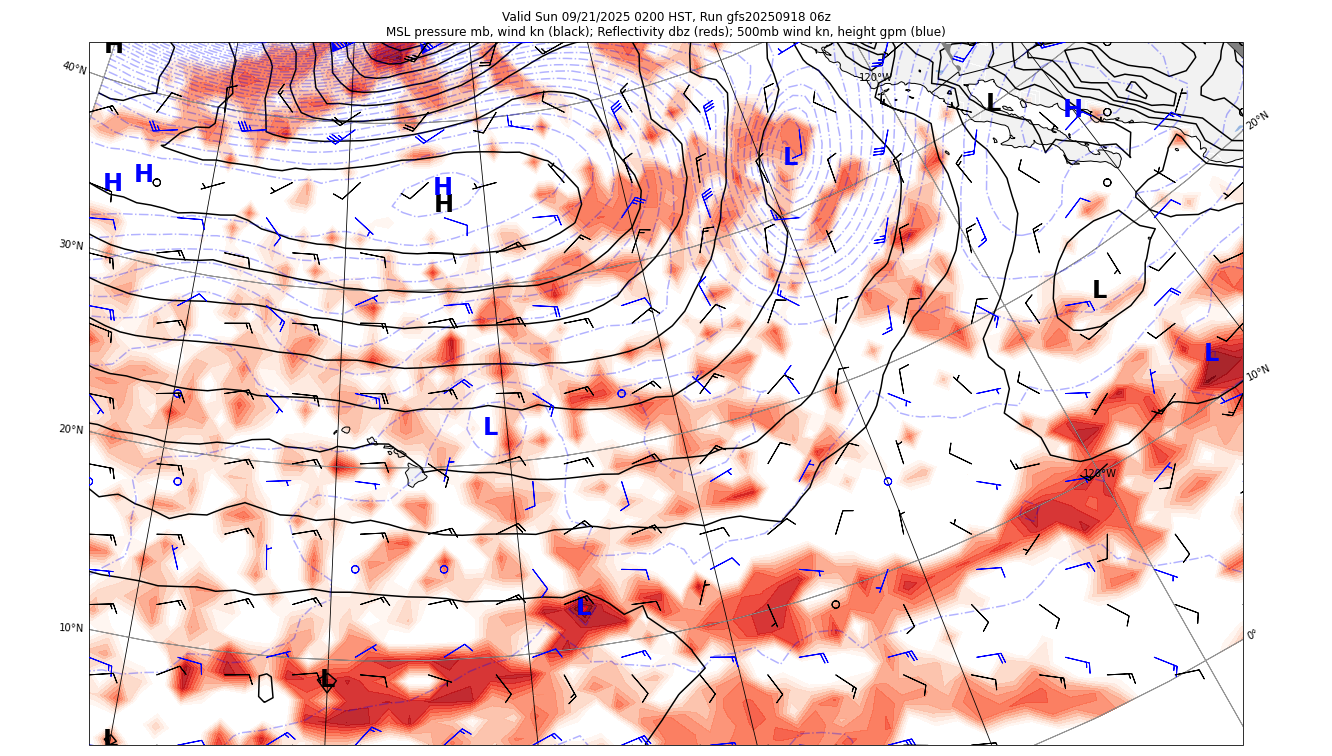 Valid Sun 09/21/2025 0200 HST, Run gfs20250918 06z
MSL pressure mb, wind kn (black); Reflectivity dbz (reds); 500mb wind kn, height gpm (blue)
H
40°N
120°W
L
H
20°N
L
H
H
H
H
30°N
L
L
10°N
L
20°N
120°W
L
10°N
0°
L
L